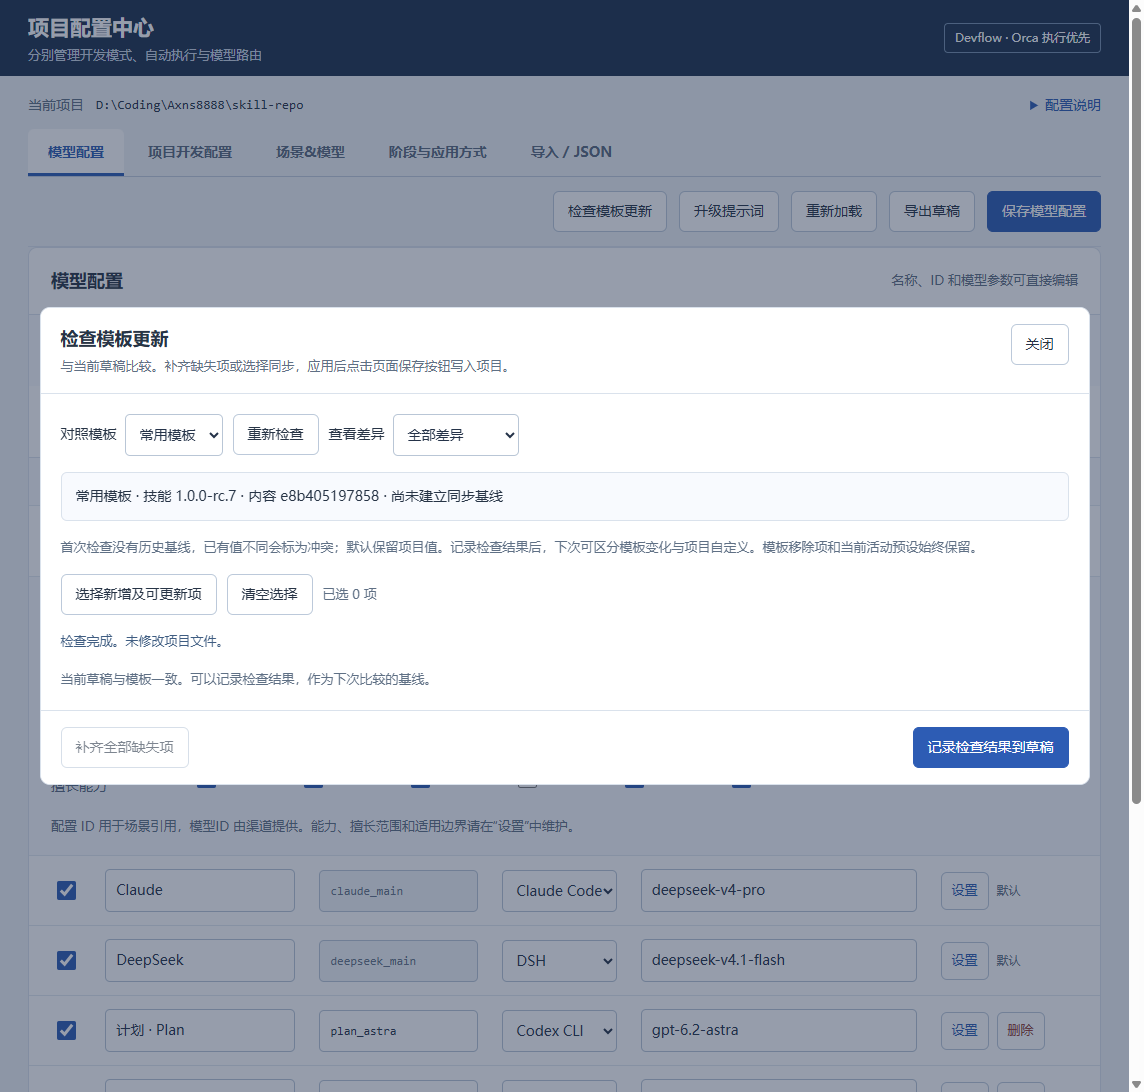 项目配置中心
分别管理开发模式、自动执行与模型路由
Devflow · Orca 执行优先
当前项目 D:\Coding\Axns8888\skill-repo
配置说明
模型配置 项目开发配置 场景&模型 阶段与应用方式 导入 / JSON
检查模板更新 升级提示词 重新加载 导出草稿 保存模型配置
模型配置
名称、ID 和模型参数可直接编辑
检查模板更新
与当前草稿比较。补齐缺失项或选择同步，应用后点击页面保存按钮写入项目。
关闭
对照模板 常用模板 重新检查 查看差异 全部差异
常用模板 · 技能 1.0.0-rc.7 · 内容 e8b405197858 · 尚未建立同步基线
首次检查没有历史基线，已有值不同会标为冲突；默认保留项目值。记录检查结果后，下次可区分模板变化与项目自定义。模板移除项和当前活动预设始终保留。
选择新增及可更新项 清空选择 已选 0 项
检查完成。未修改项目文件。
当前草稿与模板一致。可以记录检查结果，作为下次比较的基线。
补齐全部缺失项 记录检查结果到草稿
擅长能力
配置 ID 用于场景引用，模型ID 由渠道提供。能力、擅长范围和适用边界请在“设置”中维护。
Claude claude_main Claude Code deepseek-v4-pro 设置 默认
DeepSeek deepseek_main DSH deepseek-v4.1-flash 设置 默认
计划 · Plan plan_astra Codex CLI gpt-6.2-astra 设置 删除